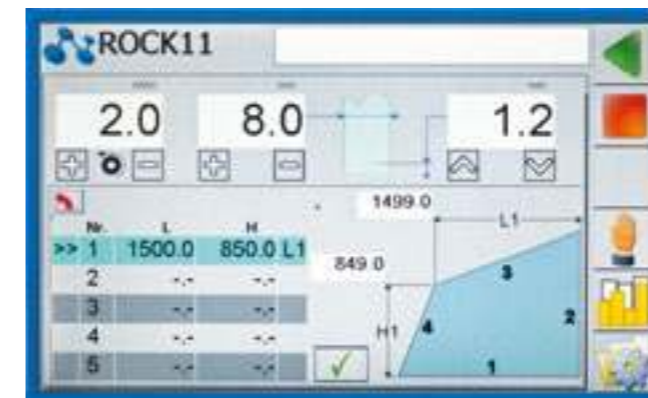 ROCK11
2.0 8.0 1.2
1499.0
Nr. L H
L1
>> 1 1500.0 850.0 L1
849.0
2 -.- -.-
3 -.- -.-
4 -.- -.-
5 -.- -.-
H1
3
2
4
1